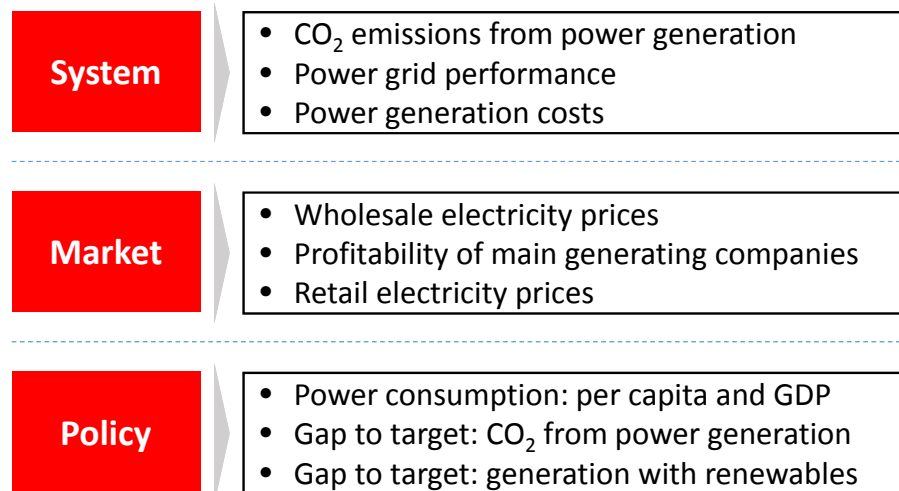 System
• CO₂ emissions from power generation
• Power grid performance
• Power generation costs
Market
• Wholesale electricity prices
• Profitability of main generating companies
• Retail electricity prices
Policy
• Power consumption: per capita and GDP
• Gap to target: CO₂ from power generation
• Gap to target: generation with renewables